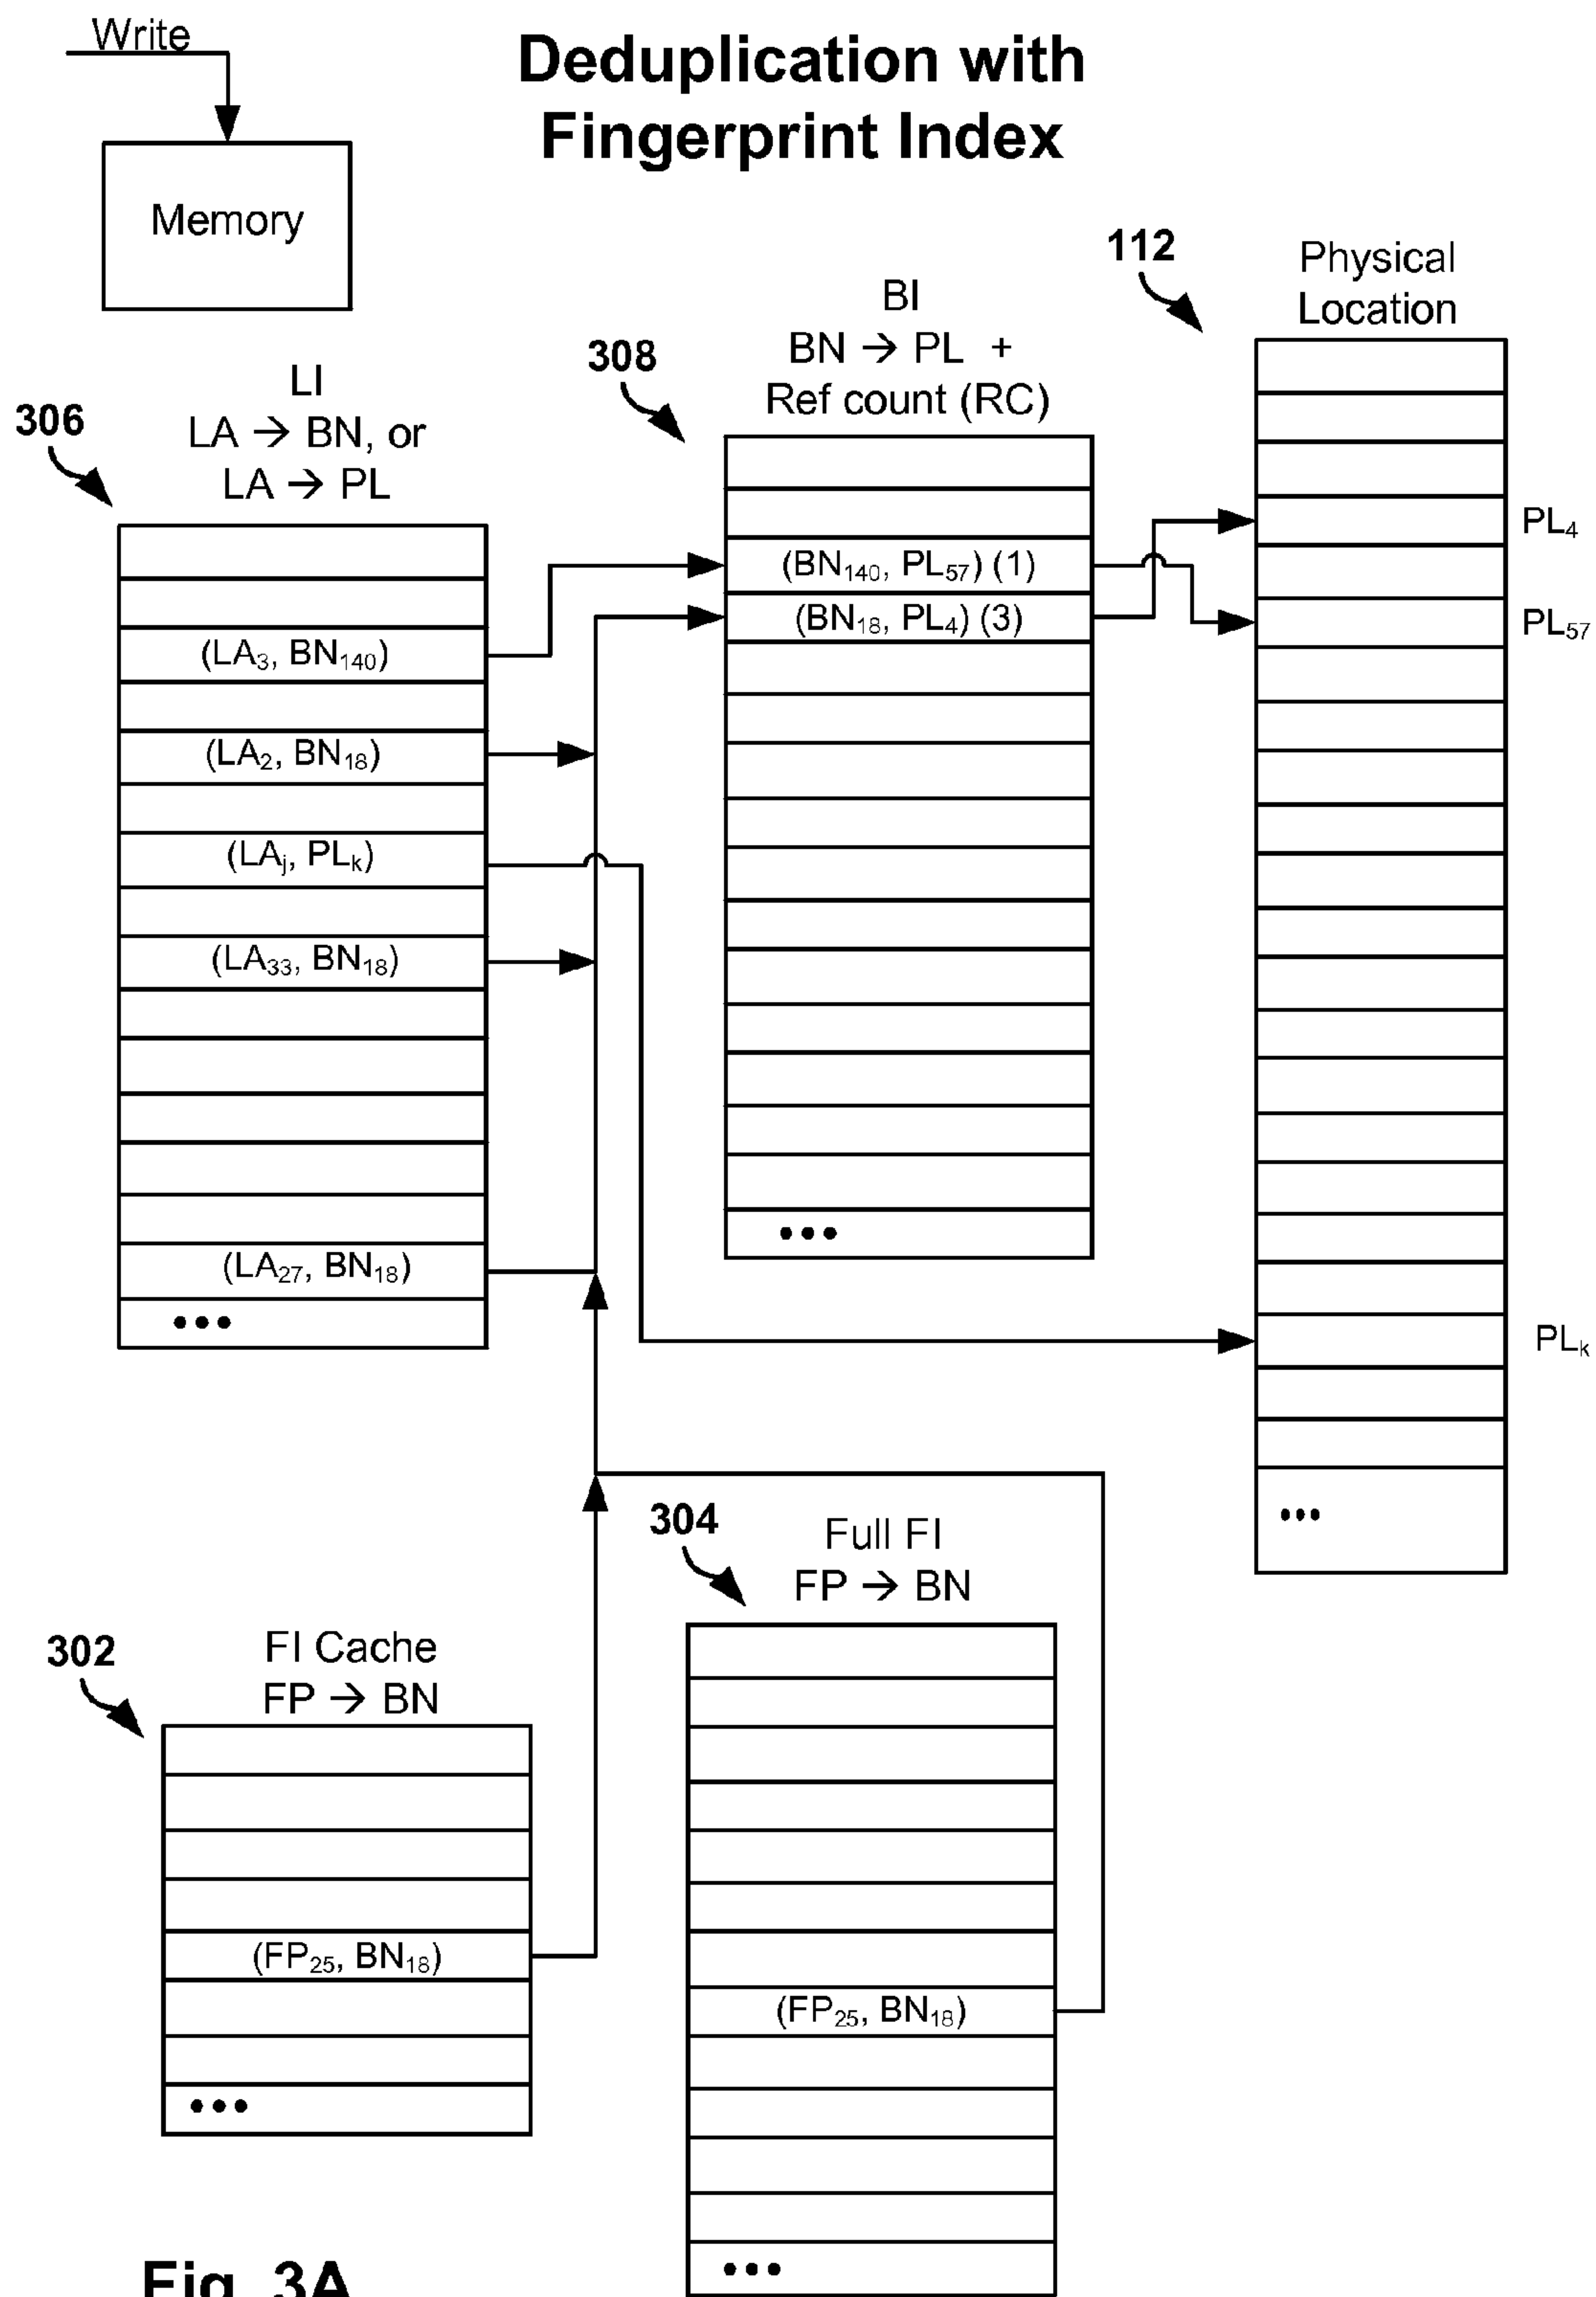 Write
Deduplication with
Fingerprint Index
Memory
112
Physical
Location
BI
BN → PL +
Ref count (RC)
308
LI
LA → BN, or
LA → PL
306
PL₄
(BN₁₄₀, PL₅₇) (1)
(BN₁₈, PL₄) (3)
PL₅₇
(LA₃, BN₁₄₀)
(LA₂, BN₁₈)
(LAⱼ, PLₖ)
(LA₃₃, BN₁₈)
•••
(LA₂₇, BN₁₈)
•••
PLₖ
•••
304
Full FI
FP → BN
302
FI Cache
FP → BN
(FP₂₅, BN₁₈)
(FP₂₅, BN₁₈)
•••
•••
Fig. 3A